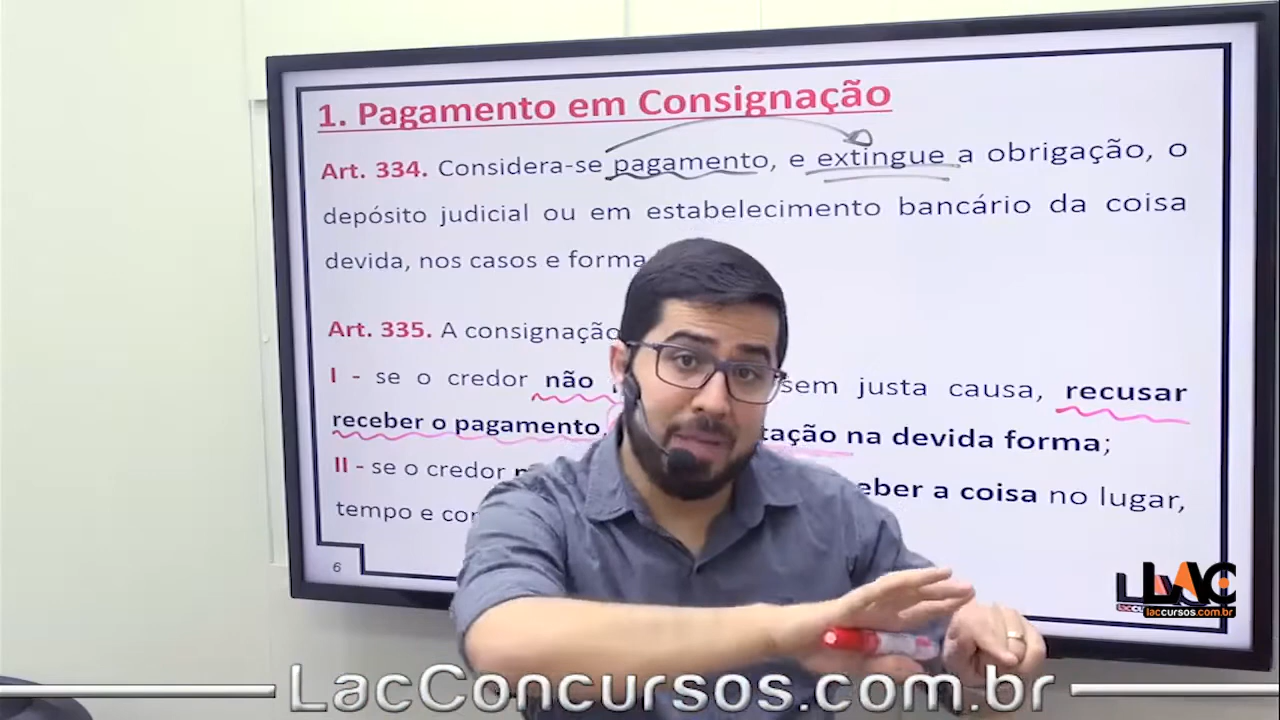 1. Pagamento em Consignação
Art. 334. Considera-se pagamento, e extingue a obrigação, o
depósito judicial ou em estabelecimento bancário da coisa
devida, nos casos e forma
Art. 335. A consignação
I - se o credor não sem justa causa, recusar
receber o pagamento tação na devida forma;
II - se o credor eber a coisa no lugar,
tempo e
6
LAC
laccursos.com.br
LacConcursos.com.br